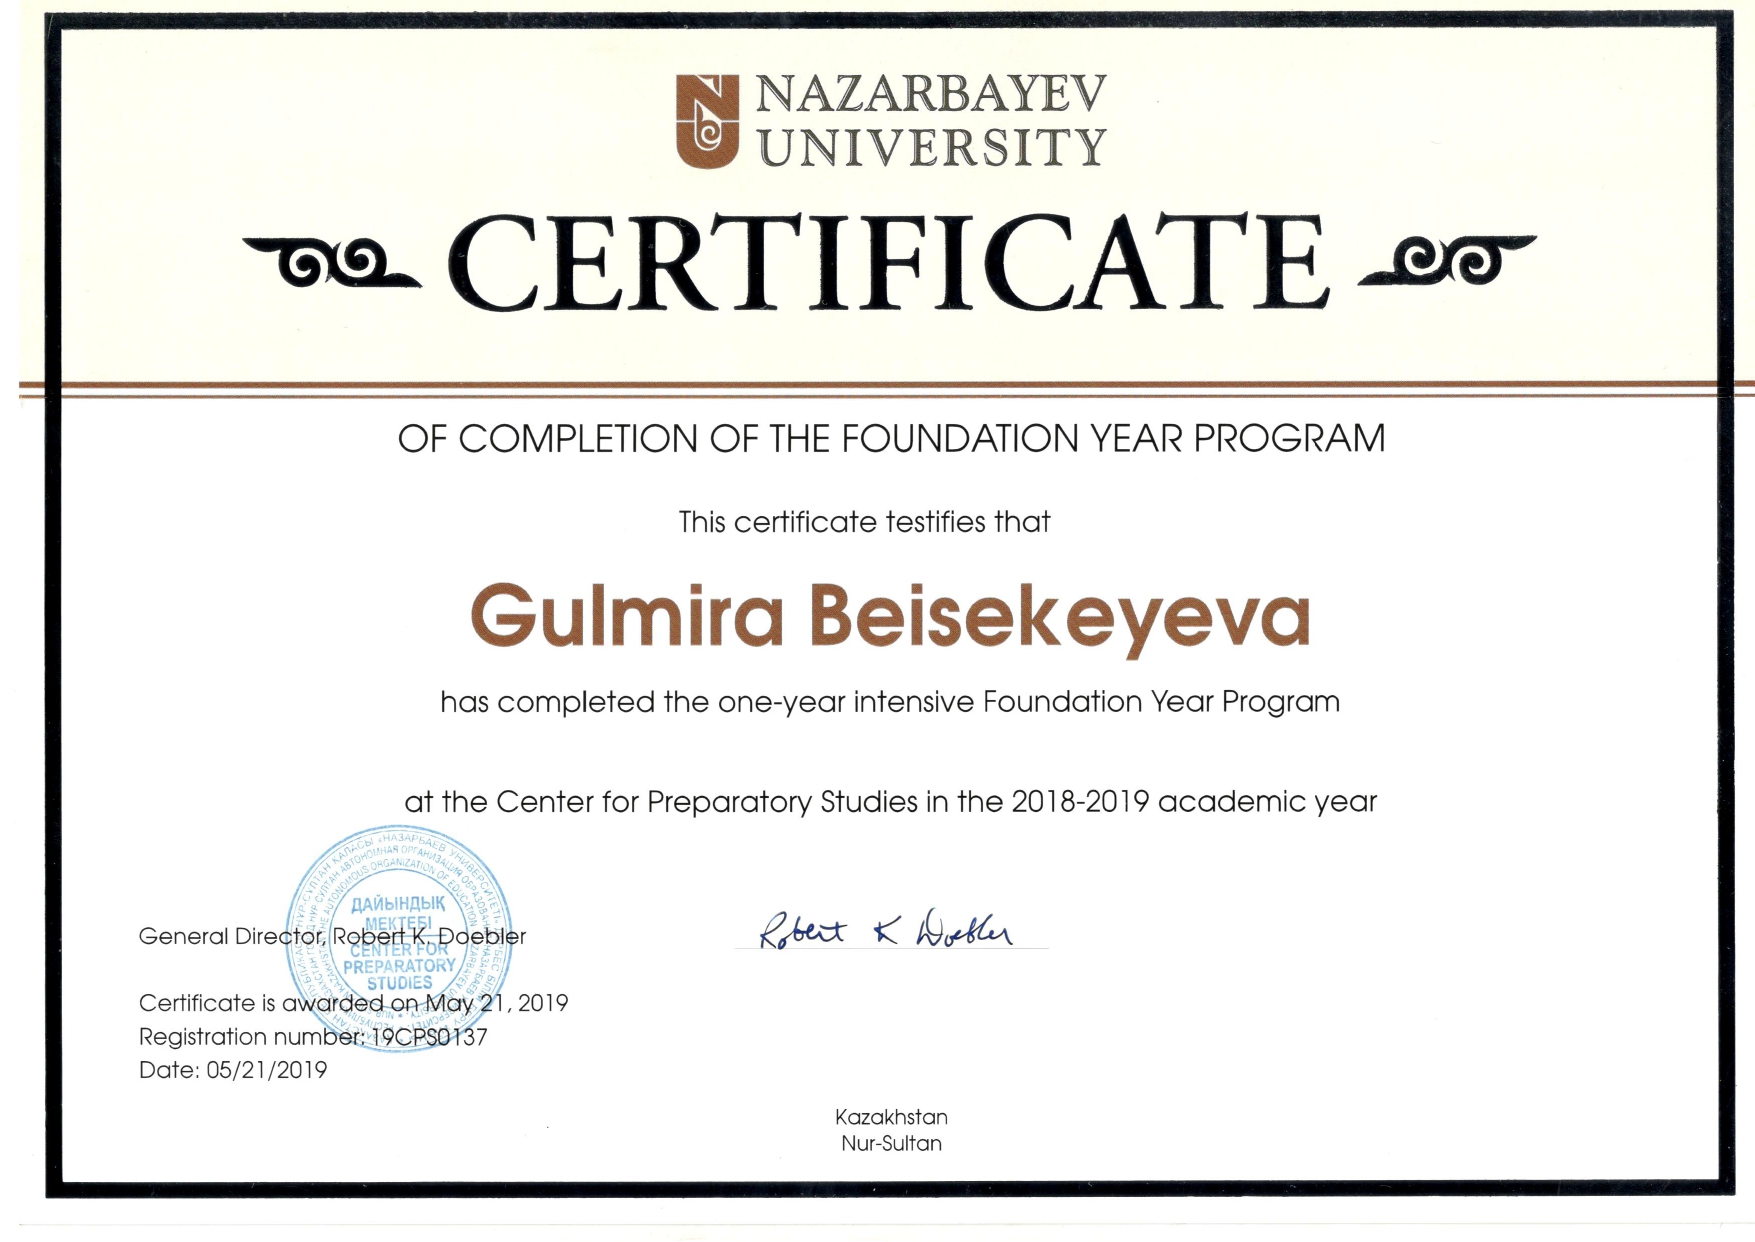 NAZARBAYEV
UNIVERSITY
CERTIFICATE
OF COMPLETION OF THE FOUNDATION YEAR PROGRAM
This certificate testifies that
Gulmira Beisekeyeva
has completed the one-year intensive Foundation Year Program
at the Center for Preparatory Studies in the 2018-2019 academic year
ДАЙЫНДЫҚ
МЕКТЕБІ
CENTER FOR
PREPARATORY
STUDIES
General Director, Robert K. Doebler
Robert K Doebler
Certificate is awarded on May 21, 2019
Registration number: 19CPS0137
Date: 05/21/2019
Kazakhstan
Nur-Sultan